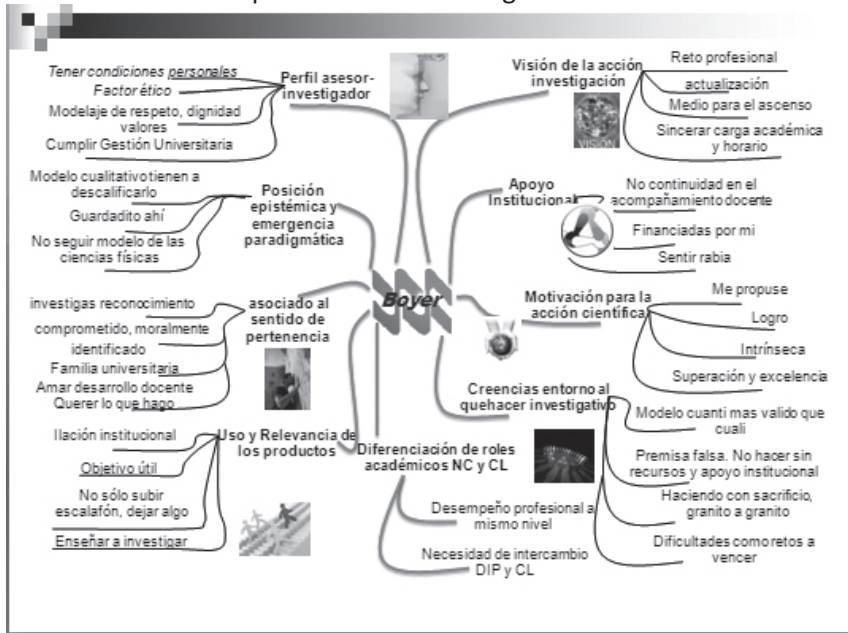 Tener condiciones personales
Factor ético
Modelaje de respeto, dignidad
valores
Cumplir Gestión Universitaria
Perfil asesor-
investigador
Modelo cualitativo tienen a
descalificarlo
Guardadito ahí
No seguir modelo de las
ciencias físicas
Posición
epistémica y
emergencia
paradigmática
investigas reconocimiento
comprometido, moralmente
identificado
Familia universitaria
Amar desarrollo docente
Querer lo que hago
asociado al
sentido de
pertenencia
Ilación institucional
Objetivo útil
No sólo subir
escalafón, dejar algo
Enseñar a investigar
Uso y Relevancia de
los productos
Boyer
Visión de la acción
investigación
VISION
Reto profesional
actualización
Medio para el ascenso
Sincerar carga académica
y horario
Apoyo
Institucional
No continuidad en el
acompañamiento docente
Financiadas por mi
Sentir rabia
Motivación para la
acción científica
Me propuse
Logro
Intrínseca
Superación y excelencia
Creencias entorno al
quehacer investigativo
Modelo cuanti mas valido que
cuali
Premisa falsa. No hacer sin
recursos y apoyo institucional
Haciendo con sacrificio,
granito a granito
Dificultades como retos a
vencer
Diferenciación de roles
académicos NC y CL
Desempeño profesional a
mismo nivel
Necesidad de intercambio
DIP y CL